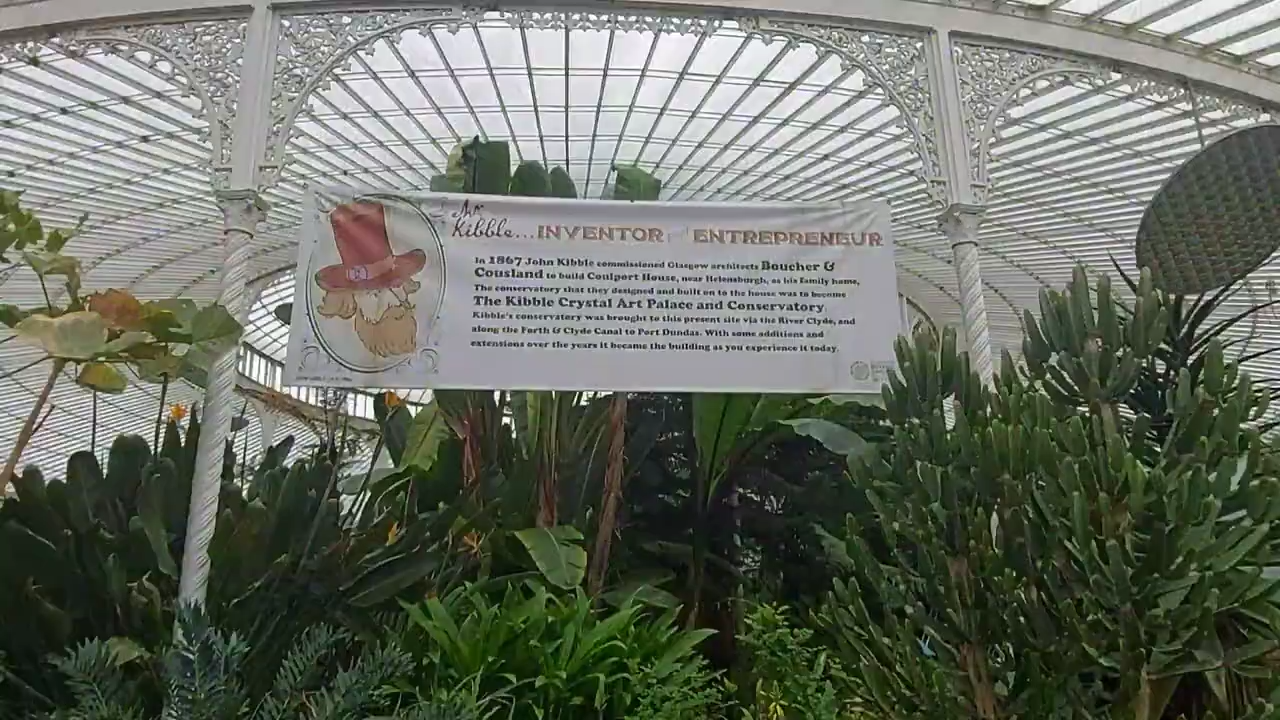 Mr Kibble... INVENTOR ENTREPRENEUR
In 1867 John Kibble commissioned Glasgow architects Boucher &
Cousland to build Coulport House, near Helensburgh, as his family home,
The conservatory that they designed and built on to the house was to become
The Kibble Crystal Art Palace and Conservatory
Kibble's conservatory was brought to this present site via the River Clyde, and
along the Forth & Clyde Canal to Port Dundas. With some additions and
extensions over the years it became the building as you experience it today.